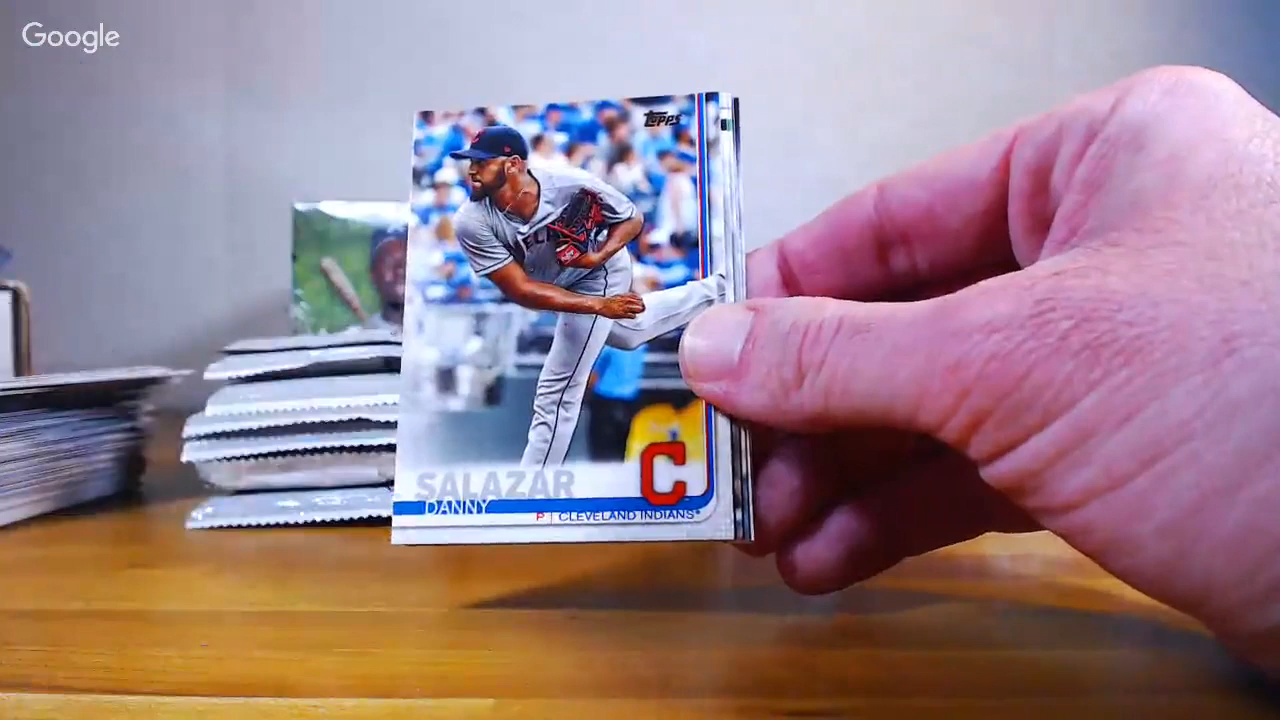 Google
Topps
SALAZAR
DANNY
P | CLEVELAND INDIANS
C